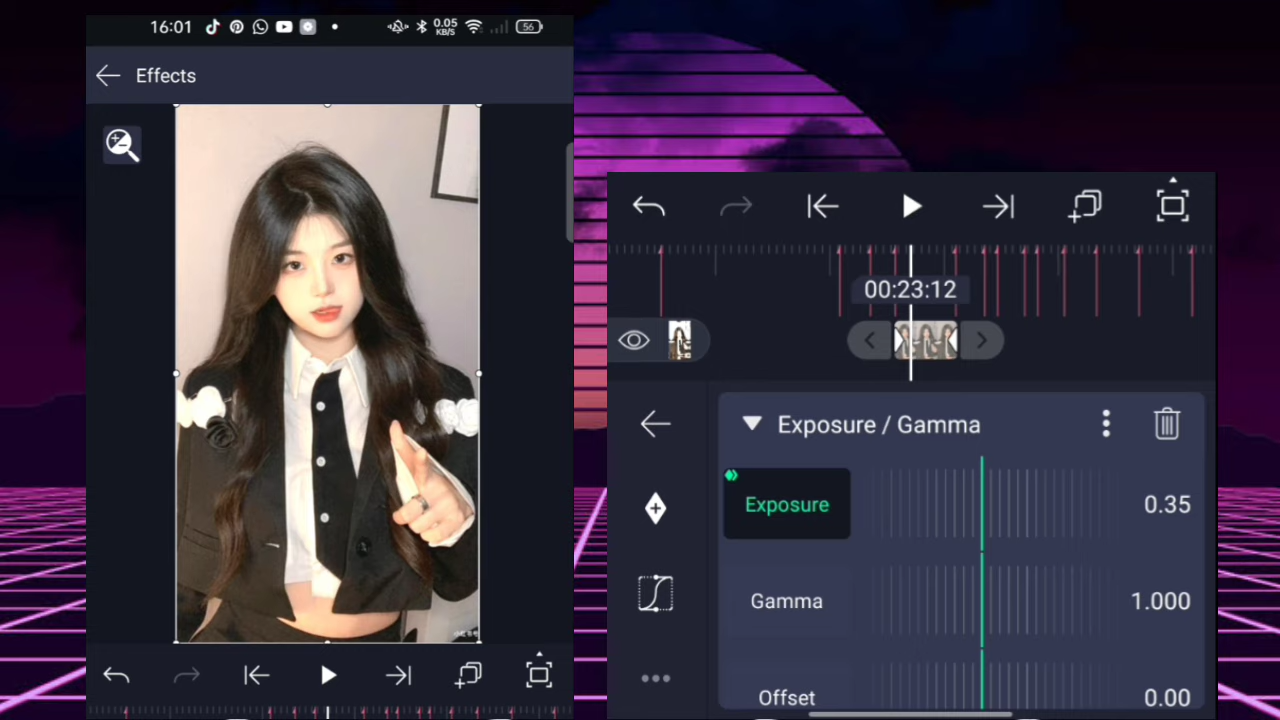 16:01
0.05
KB/S
56
Effects
00:23:12
Exposure / Gamma
Exposure
0.35
Gamma
1.000
Offset
0.00